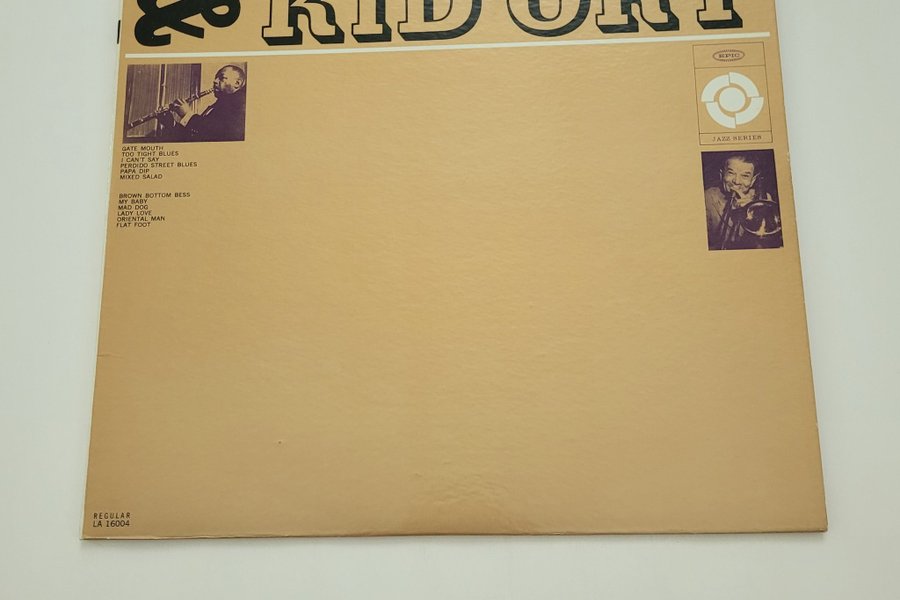 & KID ORY
EPIC
JAZZ SERIES
GATE MOUTH
TOO TIGHT BLUES
I CAN'T SAY
PERDIDO STREET BLUES
PAPA DIP
MIXED SALAD
BROWN BOTTOM BESS
MY BABY
MAD DOG
LADY LOVE
ORIENTAL MAN
FLAT FOOT
REGULAR
LA 16004